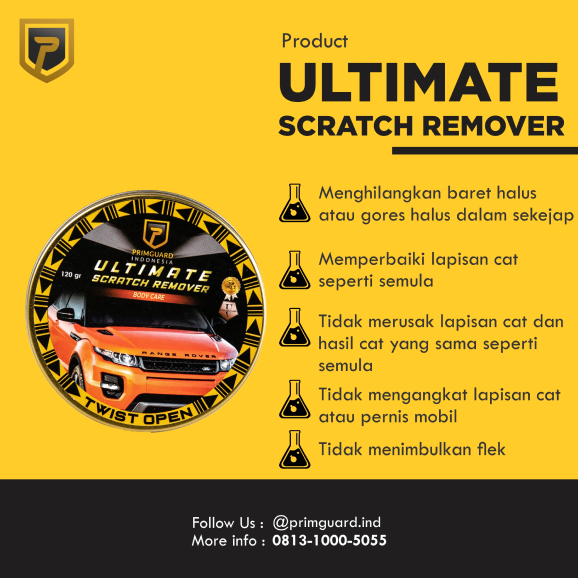 Product
ULTIMATE
SCRATCH REMOVER
Menghilangkan baret halus
atau gores halus dalam sekejap
Memperbaiki lapisan cat
seperti semula
Tidak merusak lapisan cat dan
hasil cat yang sama seperti
semula
Tidak mengangkat lapisan cat
atau pernis mobil
Tidak menimbulkan flek
PRIMGUARD
INDONESIA
120 gr
ULTIMATE
SCRATCH REMOVER
BODY CARE
RANGE ROVER
TWIST OPEN
Follow Us : @primguard.ind
More info : 0813-1000-5055